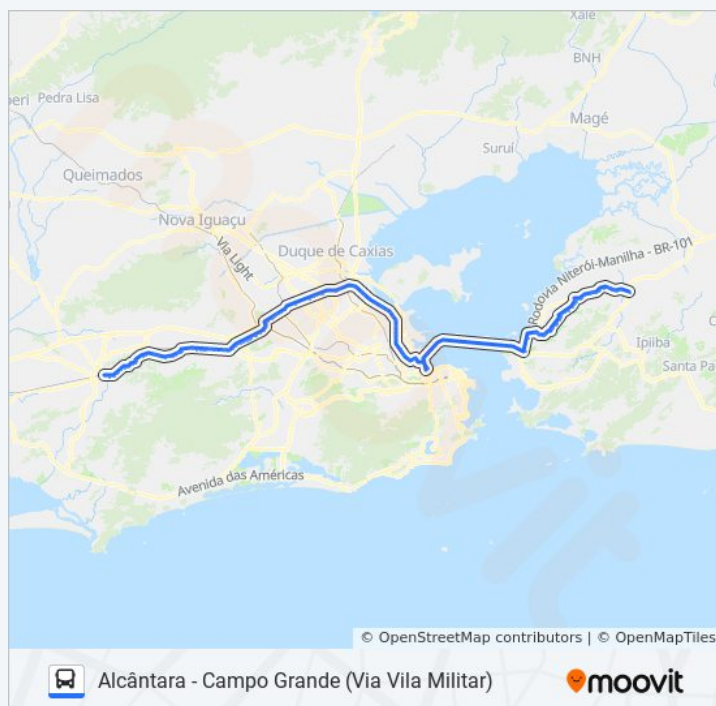 Xale
BNH
Pedra Lisa
Magé
Suruí
Queimados
Nova Iguaçu
Via Light
Duque de Caxias
Rodovia Niterói-Manilha - BR-101
Ipiiba
Santa Pa
Avenida das Américas
© OpenStreetMap contributors | © OpenMapTiles
Alcântara - Campo Grande (Via Vila Militar)
moovit